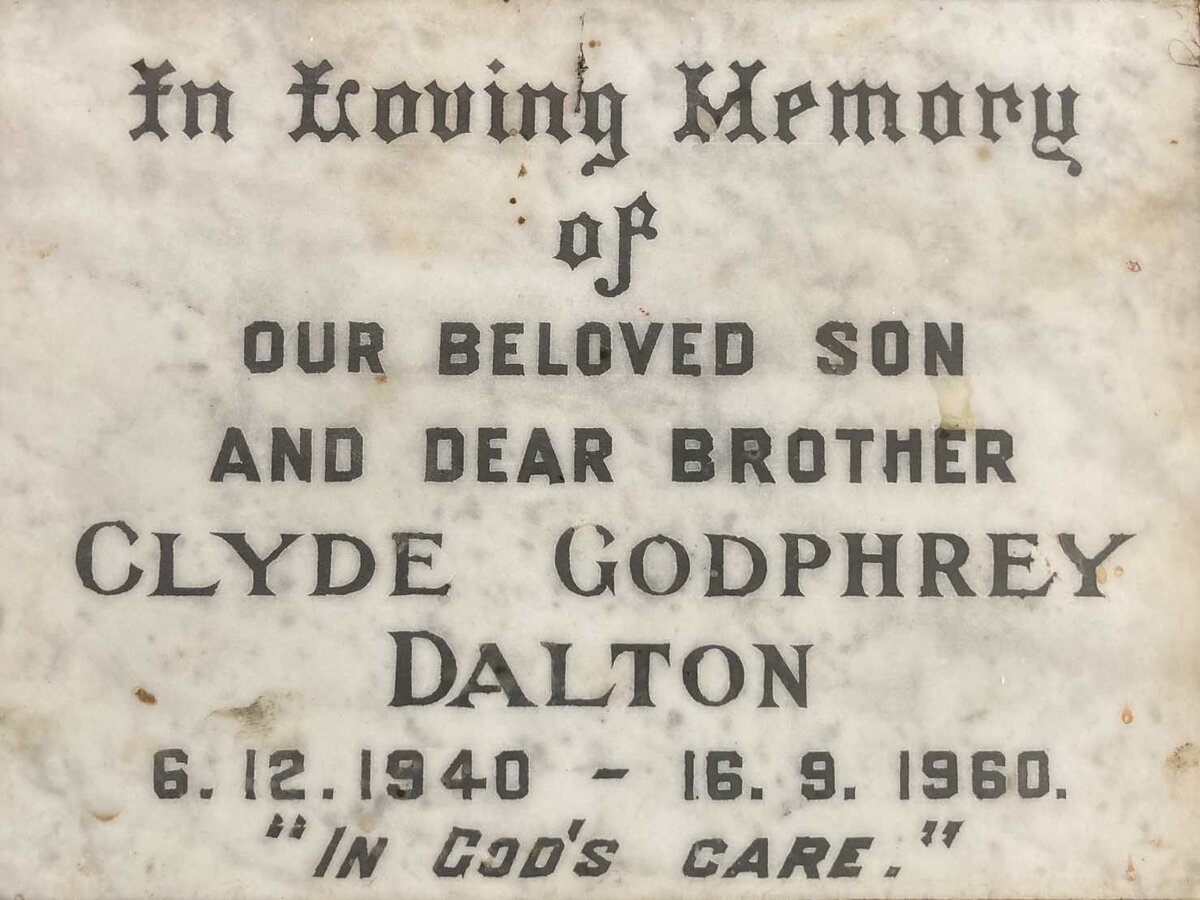 In Loving Memory
of
OUR BELOVED SON
AND DEAR BROTHER
CLYDE GODPHREY
DALTON
6.12.1940 - 16.9.1960.
"IN GOD'S CARE."